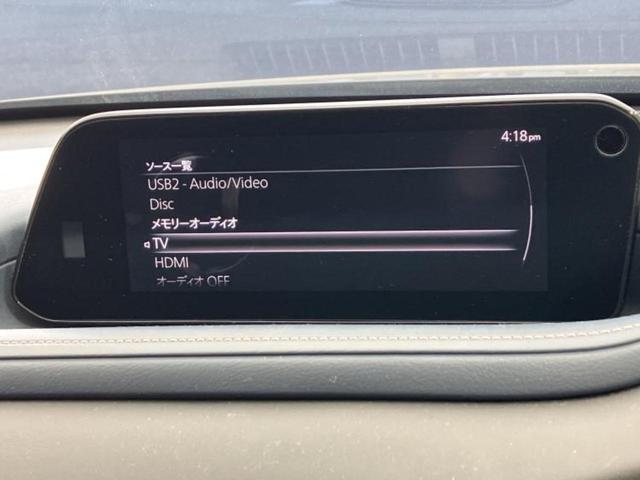 4:18pm
ソース一覧
USB2 - Audio/Video
Disc
メモリーオーディオ
TV
HDMI
オーディオ OFF